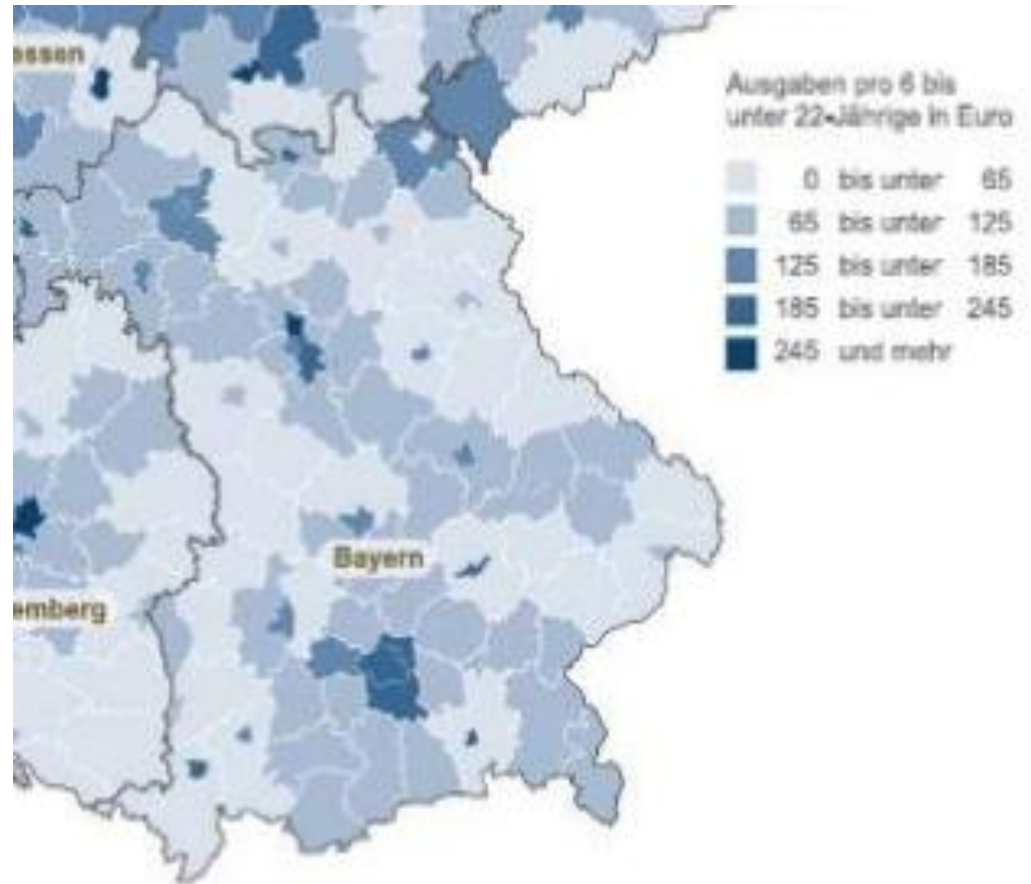 essen
Ausgaben pro 6 bis
unter 22-Jährige in Euro
0 bis unter 65
65 bis unter 125
125 bis unter 185
185 bis unter 245
245 und mehr
Bayern
emberg